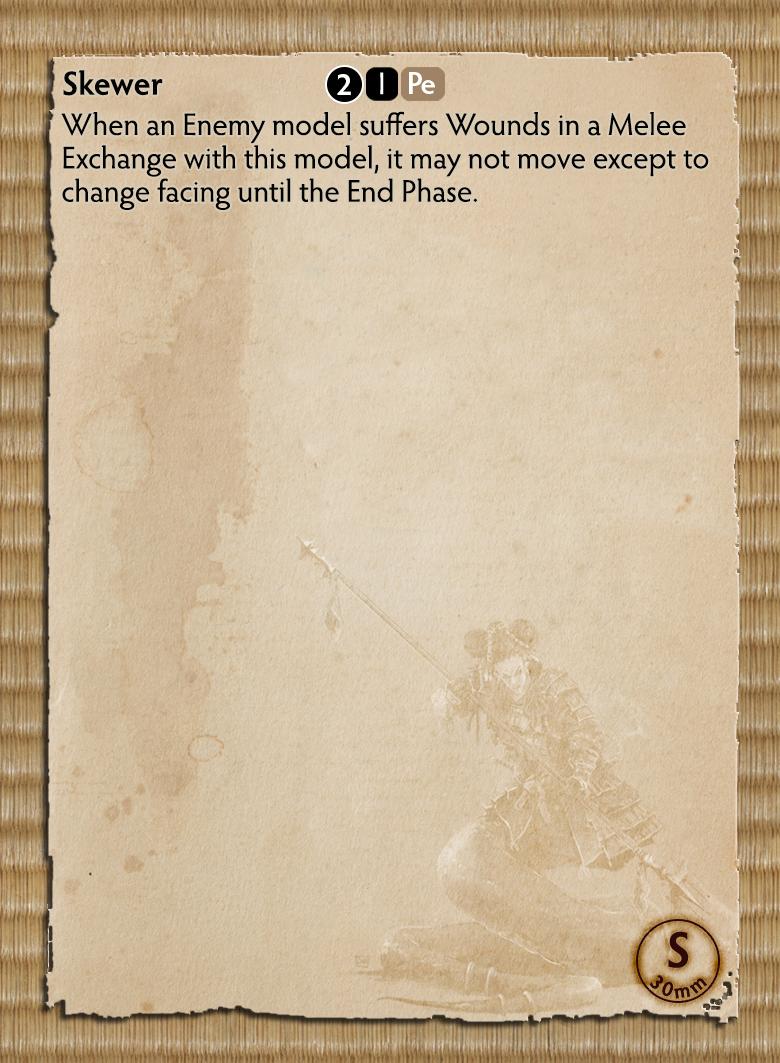 Skewer 2 1 Pe
When an Enemy model suffers Wounds in a Melee
Exchange with this model, it may not move except to
change facing until the End Phase.
S
30mm